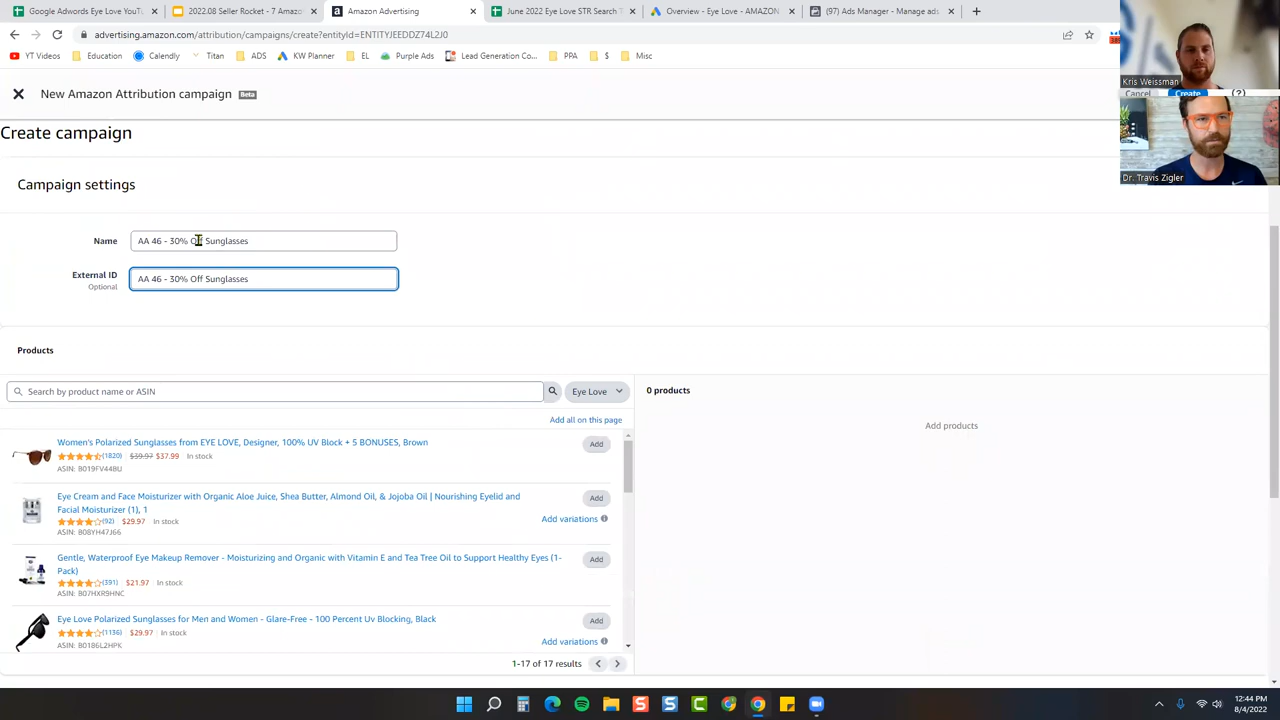 Google Adwords Eye Love YouT
2022.08 Seller Rocket - 7 Amazo
Amazon Advertising
June 2022 Eye Love STR Search T
Overview - Eye Love - AMAZON
(97) Ads Manager - Manage ads
advertising.amazon.com/attribution/campaigns/create?entityId=ENTITYJEEDDZ74L2J0
YT Videos
Education
Calendly
Titan
ADS
KW Planner
EL
Purple Ads
Lead Generation Co...
PPA
$
Misc
Kris Weissman
New Amazon Attribution campaign Beta
Cancel Create
Create campaign
Dr. Travis Zigler
Campaign settings
Name AA 46 - 30% Off Sunglasses
External ID AA 46 - 30% Off Sunglasses
Optional
Products
Search by product name or ASIN
Eye Love
0 products
Add all on this page
Add products
Women's Polarized Sunglasses from EYE LOVE, Designer, 100% UV Block + 5 BONUSES, Brown
Add
(1820) $39.97 $37.99 In stock
ASIN: B019FV44BU
Eye Cream and Face Moisturizer with Organic Aloe Juice, Shea Butter, Almond Oil, & Jojoba Oil | Nourishing Eyelid and
Add
Facial Moisturizer (1), 1
(92) $29.97 In stock
Add variations
ASIN: B08YH47J66
Gentle, Waterproof Eye Makeup Remover - Moisturizing and Organic with Vitamin E and Tea Tree Oil to Support Healthy Eyes (1-
Add
Pack)
(391) $21.97 In stock
ASIN: B07HXR9HNC
Eye Love Polarized Sunglasses for Men and Women - Glare-Free - 100 Percent Uv Blocking, Black
Add
(1136) $29.97 In stock
Add variations
ASIN: B0186L2HPK
1-17 of 17 results
12:44 PM
8/4/2022